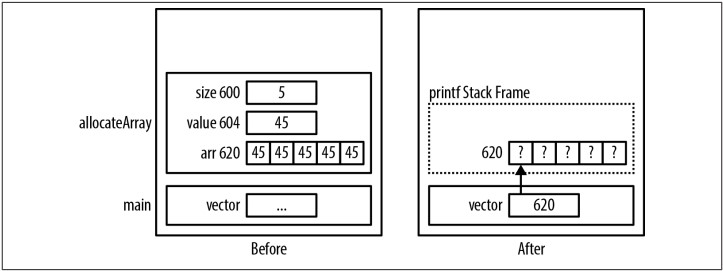 size 600 5
value 604 45
arr 620 45 45 45 45 45
allocateArray
main
vector ...
Before
printf Stack Frame
620 ? ? ? ? ?
vector 620
After